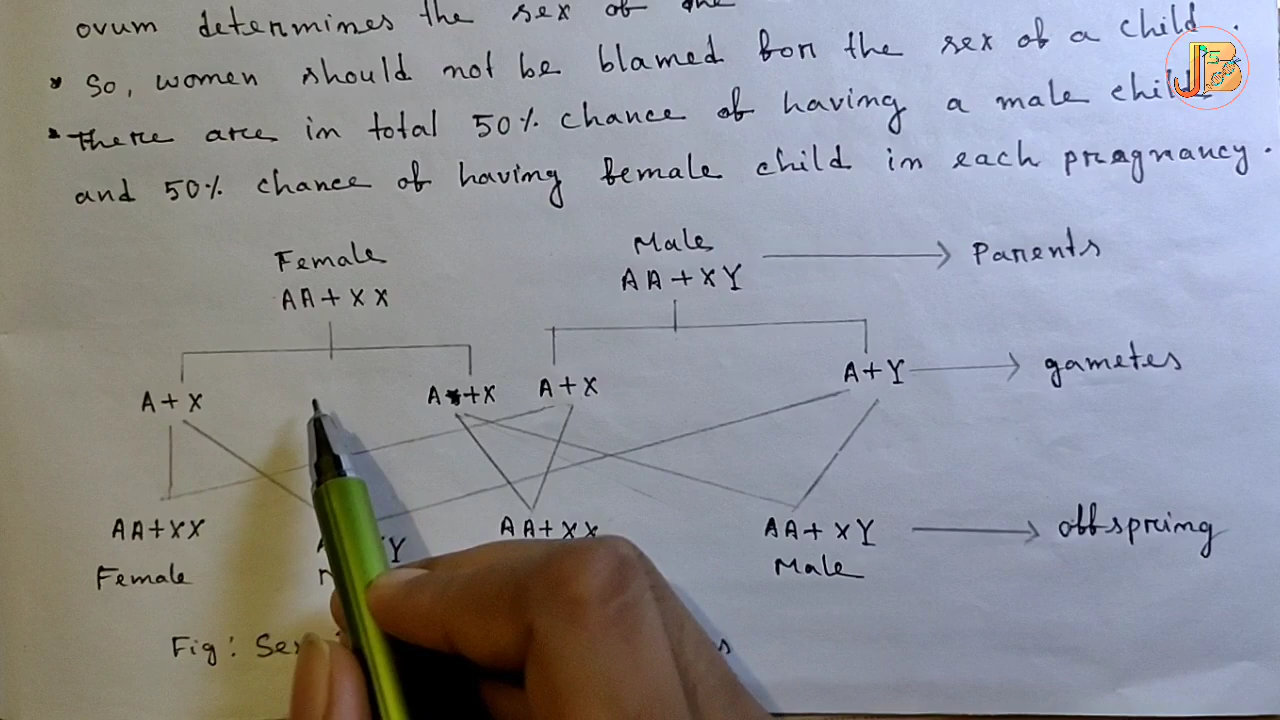 ovum determines the sex of the
* So, women should not be blamed for the sex of a child.
* There are in total 50% chance of having a male child
and 50% chance of having female child in each pregnancy.
Female
Male
Parents
AA+XX
AA+XY
A+X
A+X
A+X
A+Y
gametes
AA+XX
Y
AA+XX
AA+XY
offspring
Female
Male
Fig: